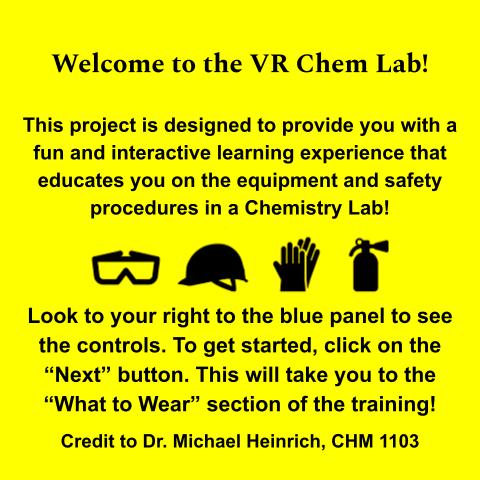 Welcome to the VR Chem Lab!
This project is designed to provide you with a
fun and interactive learning experience that
educates you on the equipment and safety
procedures in a Chemistry Lab!
Look to your right to the blue panel to see
the controls. To get started, click on the
“Next” button. This will take you to the
“What to Wear” section of the training!
Credit to Dr. Michael Heinrich, CHM 1103